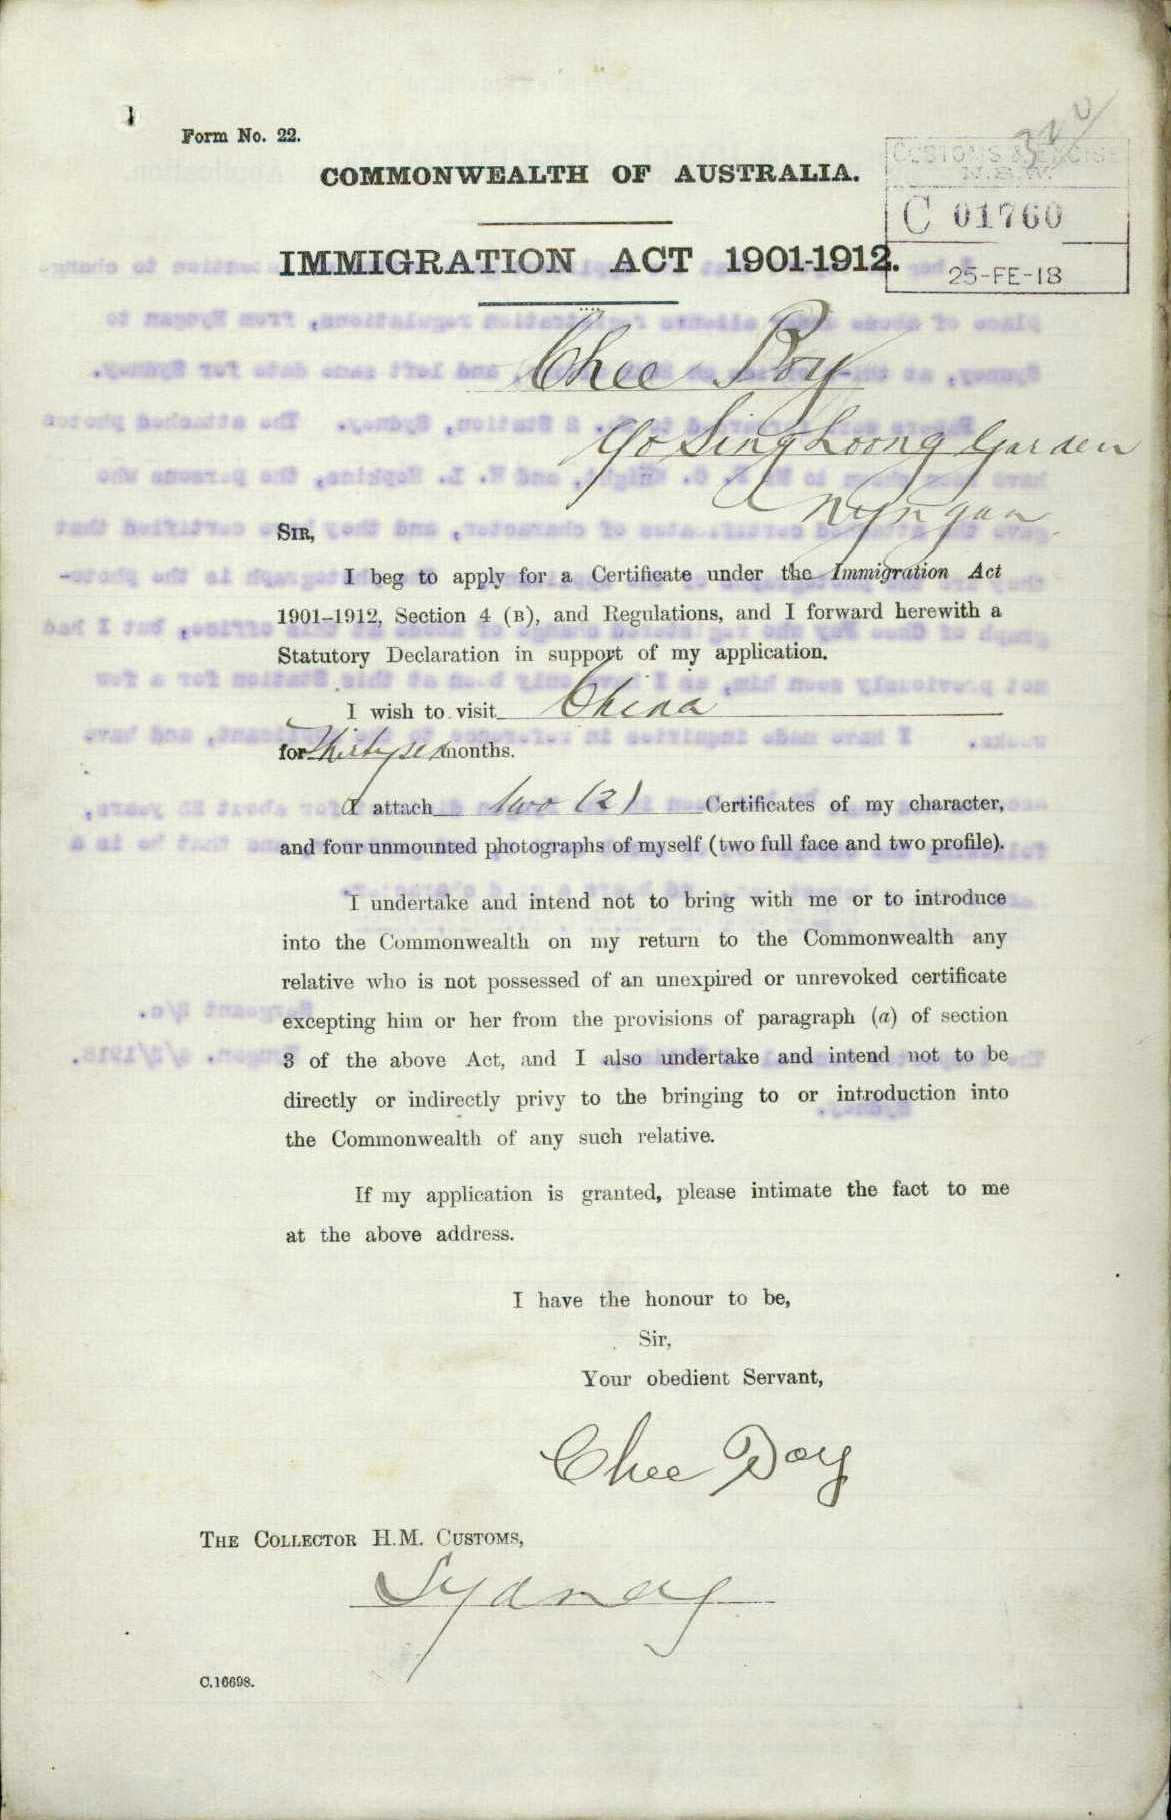 Form No. 22.
320
COMMONWEALTH OF AUSTRALIA.
CUSTOMS & EXCISE
N.S.W.
C 01760
25-FE-18
IMMIGRATION ACT 1901-1912.
Chee Poy
c/o Sing Loong Garden
Nyngan
SIR,
I beg to apply for a Certificate under the Immigration Act
1901–1912, Section 4 (B), and Regulations, and I forward herewith a
Statutory Declaration in support of my application.
I wish to visit China
for Thirty six months.
I attach two (2) Certificates of my character,
and four unmounted photographs of myself (two full face and two profile).
I undertake and intend not to bring with me or to introduce
into the Commonwealth on my return to the Commonwealth any
relative who is not possessed of an unexpired or unrevoked certificate
excepting him or her from the provisions of paragraph (a) of section
3 of the above Act, and I also undertake and intend not to be
directly or indirectly privy to the bringing to or introduction into
the Commonwealth of any such relative.
If my application is granted, please intimate the fact to me
at the above address.
I have the honour to be,
Sir,
Your obedient Servant,
Chee Poy
THE COLLECTOR H.M. CUSTOMS,
Sydney
C.16698.